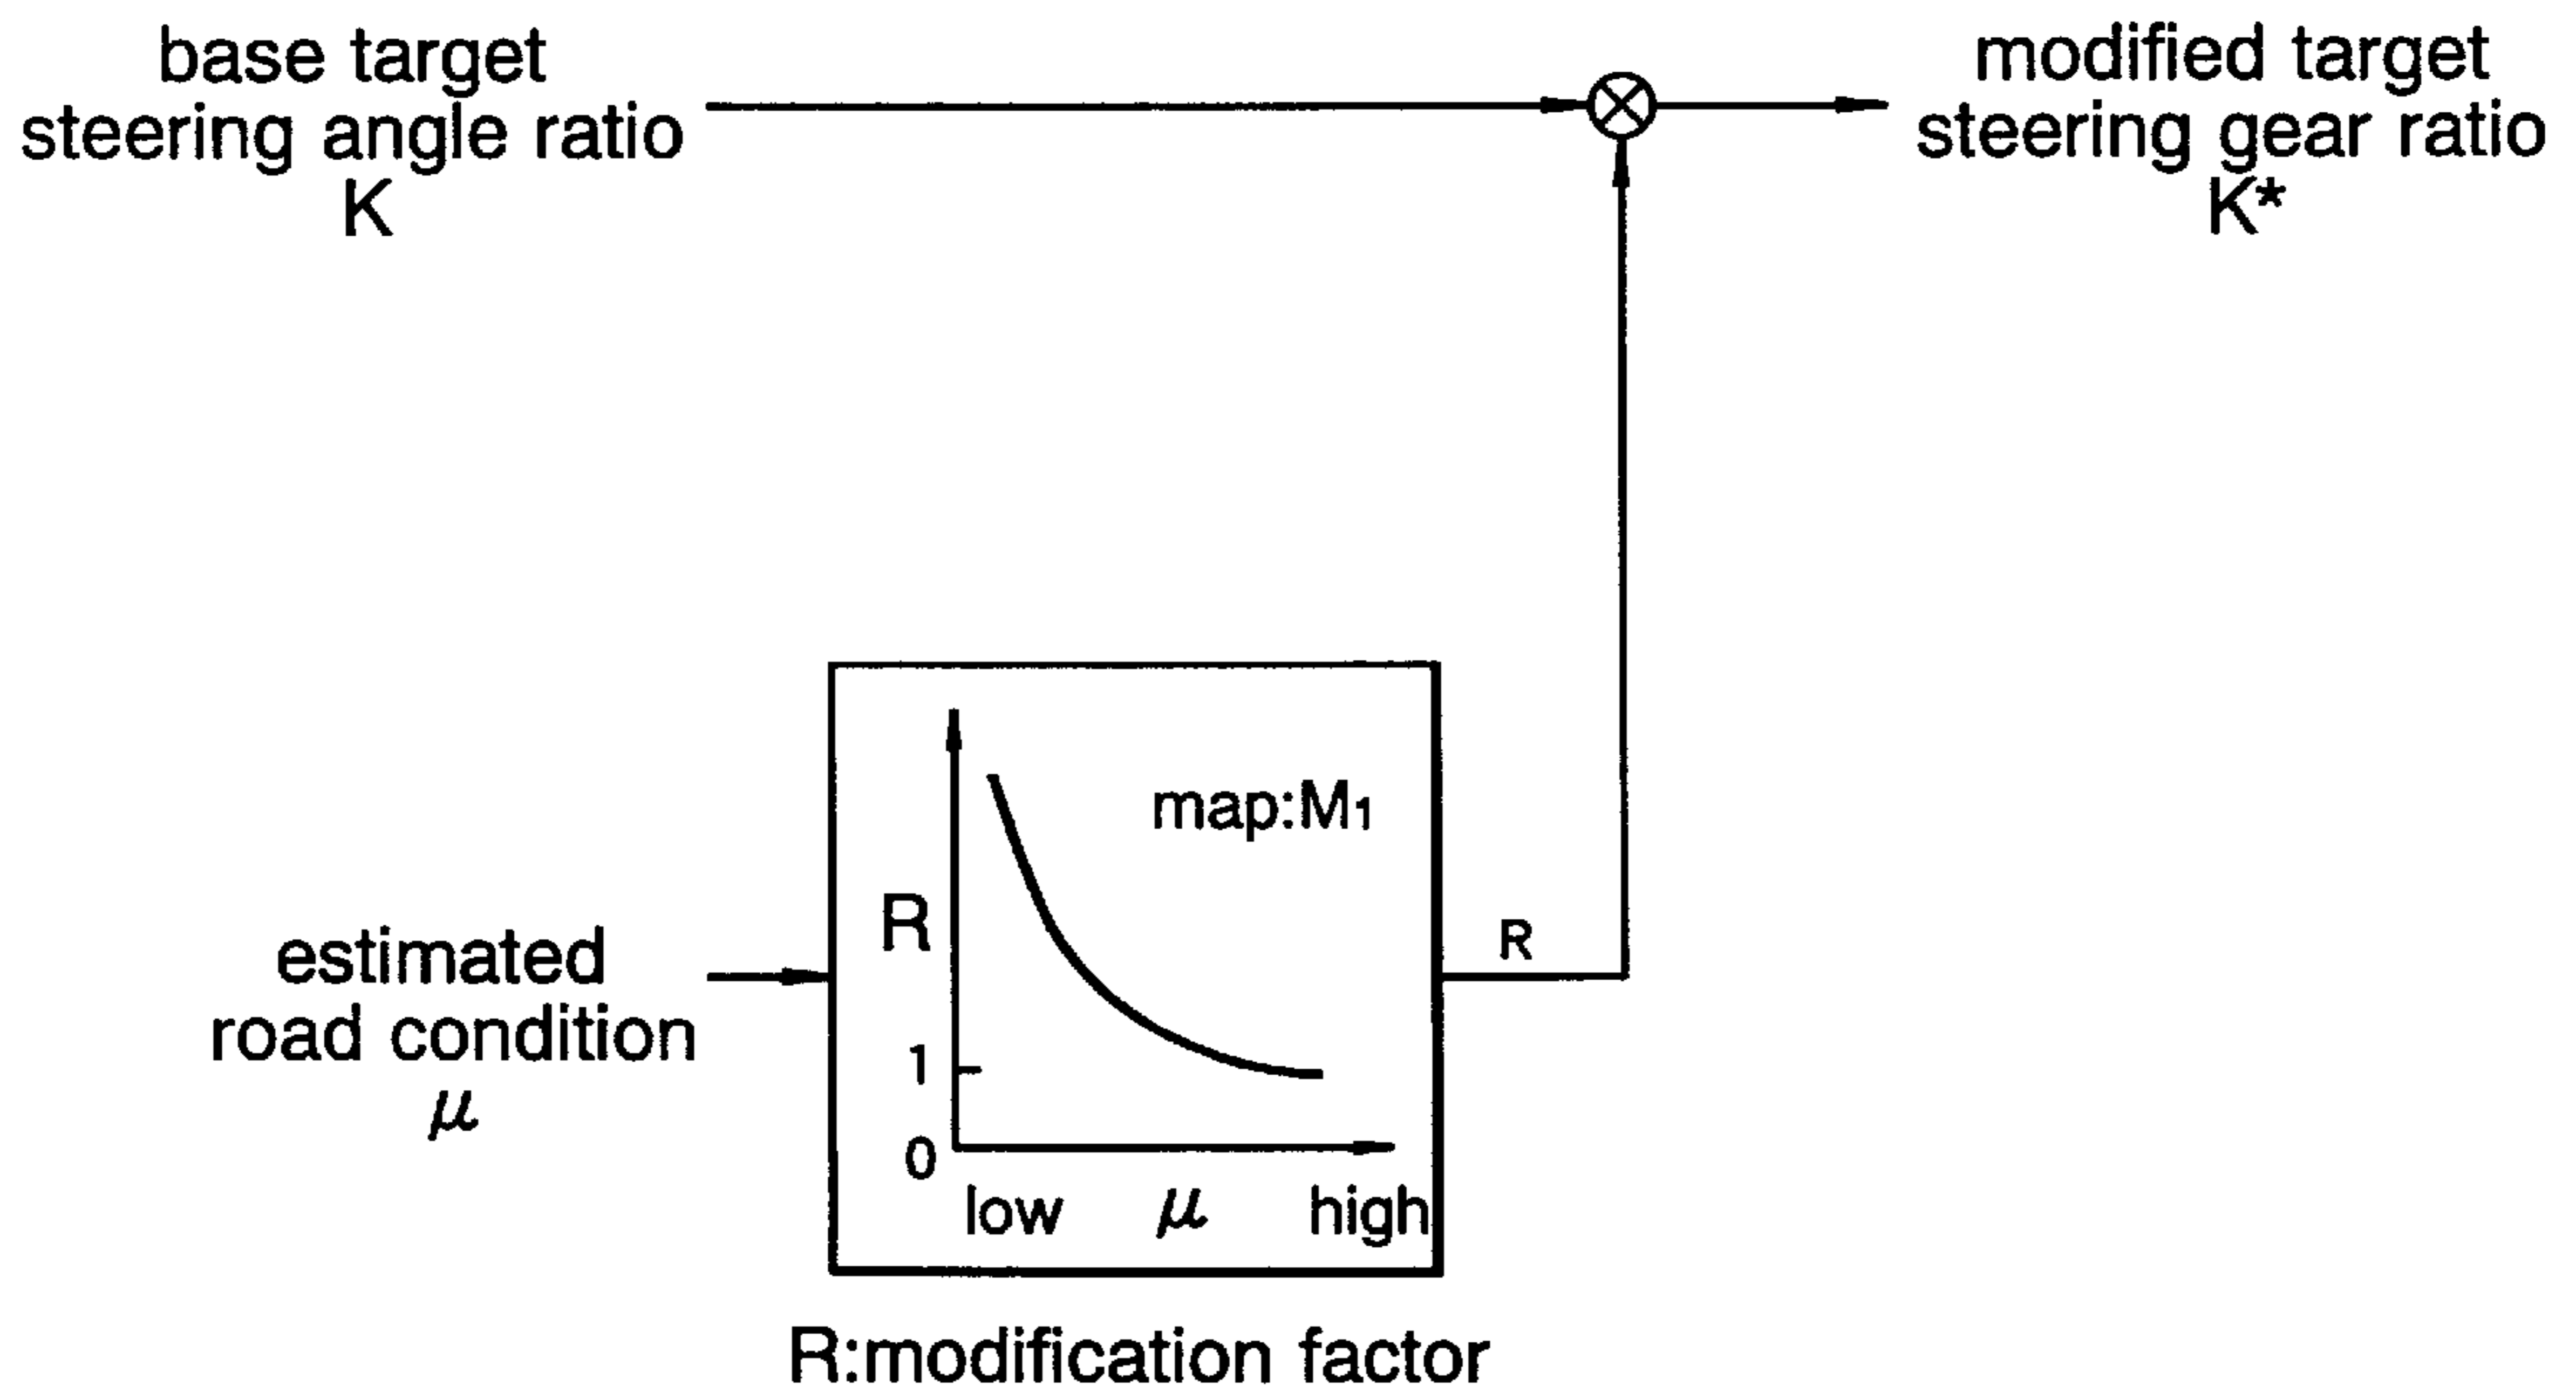 base target
steering angle ratio
K
modified target
steering gear ratio
K*
map:M1
R
1
0
low μ high
estimated
road condition
μ
R
R:modification factor